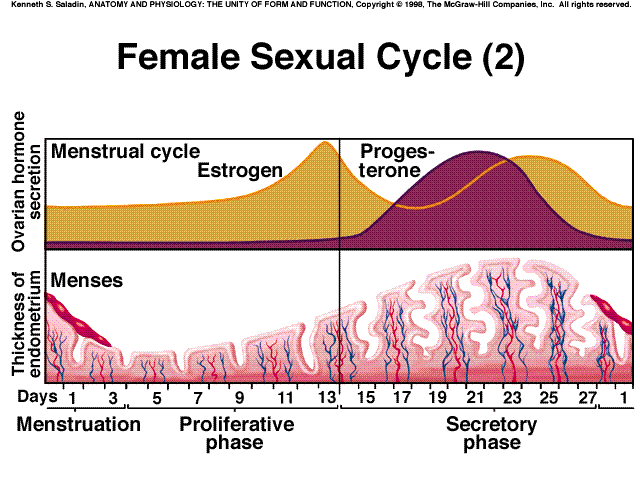 Kenneth S. Saladin, ANATOMY AND PHYSIOLOGY: THE UNITY OF FORM AND FUNCTION, Copyright © 1998, The McGraw-Hill Companies, Inc. All rights reserved.
Female Sexual Cycle (2)
Ovarian hormone
secretion
Menstrual cycle
Estrogen
Proges-
terone
Thickness of
endometrium
Menses
Days 1 3 5 7 9 11 13 15 17 19 21 23 25 27 1
Menstruation
Proliferative
phase
Secretory
phase